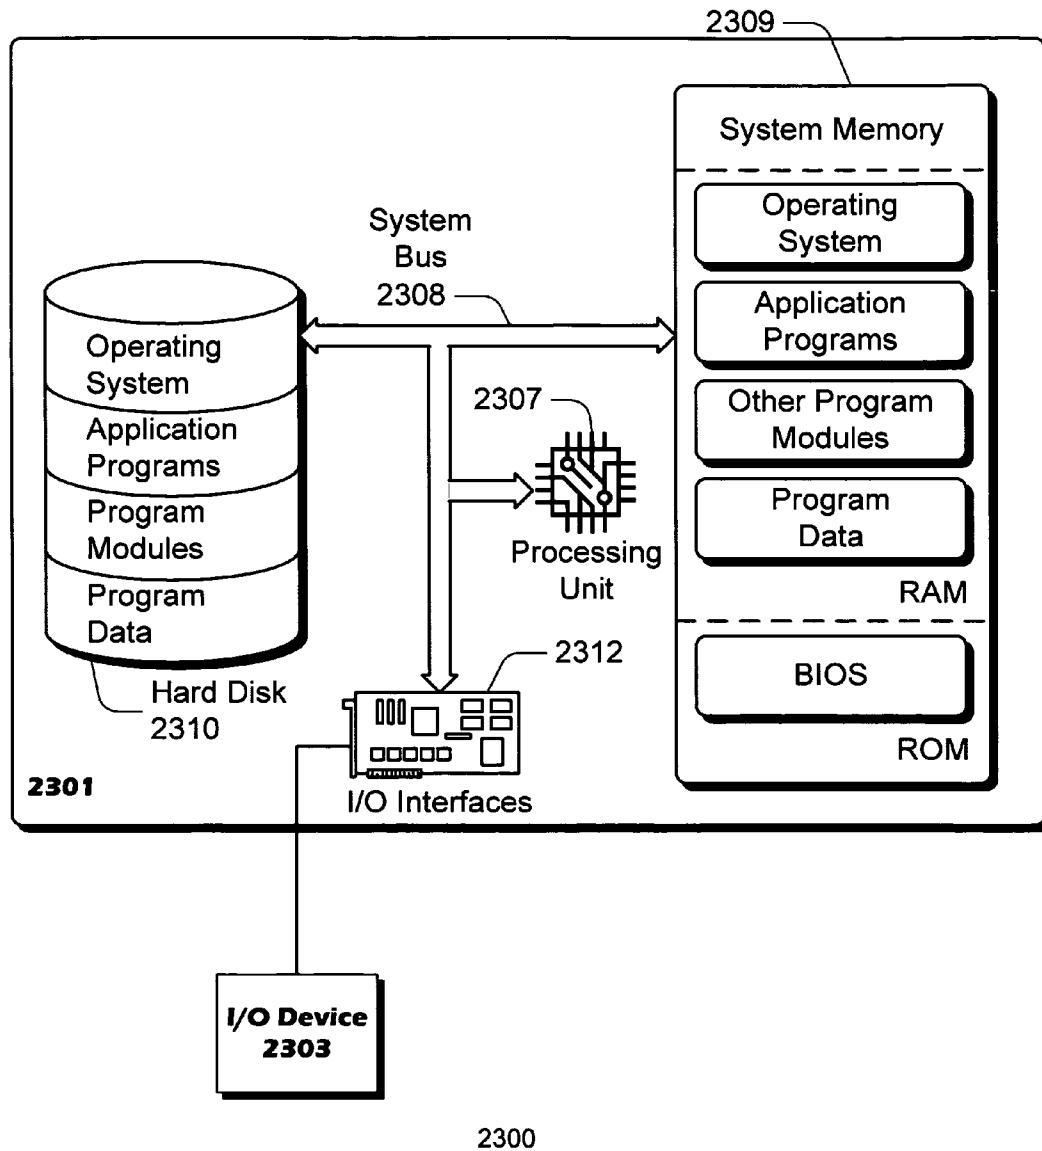 2309
System Memory
Operating
System
Application
Programs
Other Program
Modules
Program
Data
RAM
BIOS
ROM
System
Bus
2308
Operating
System
Application
Programs
Program
Modules
Program
Data
Hard Disk
2310
2307
Processing
Unit
2312
I/O Interfaces
2301
I/O Device
2303
2300